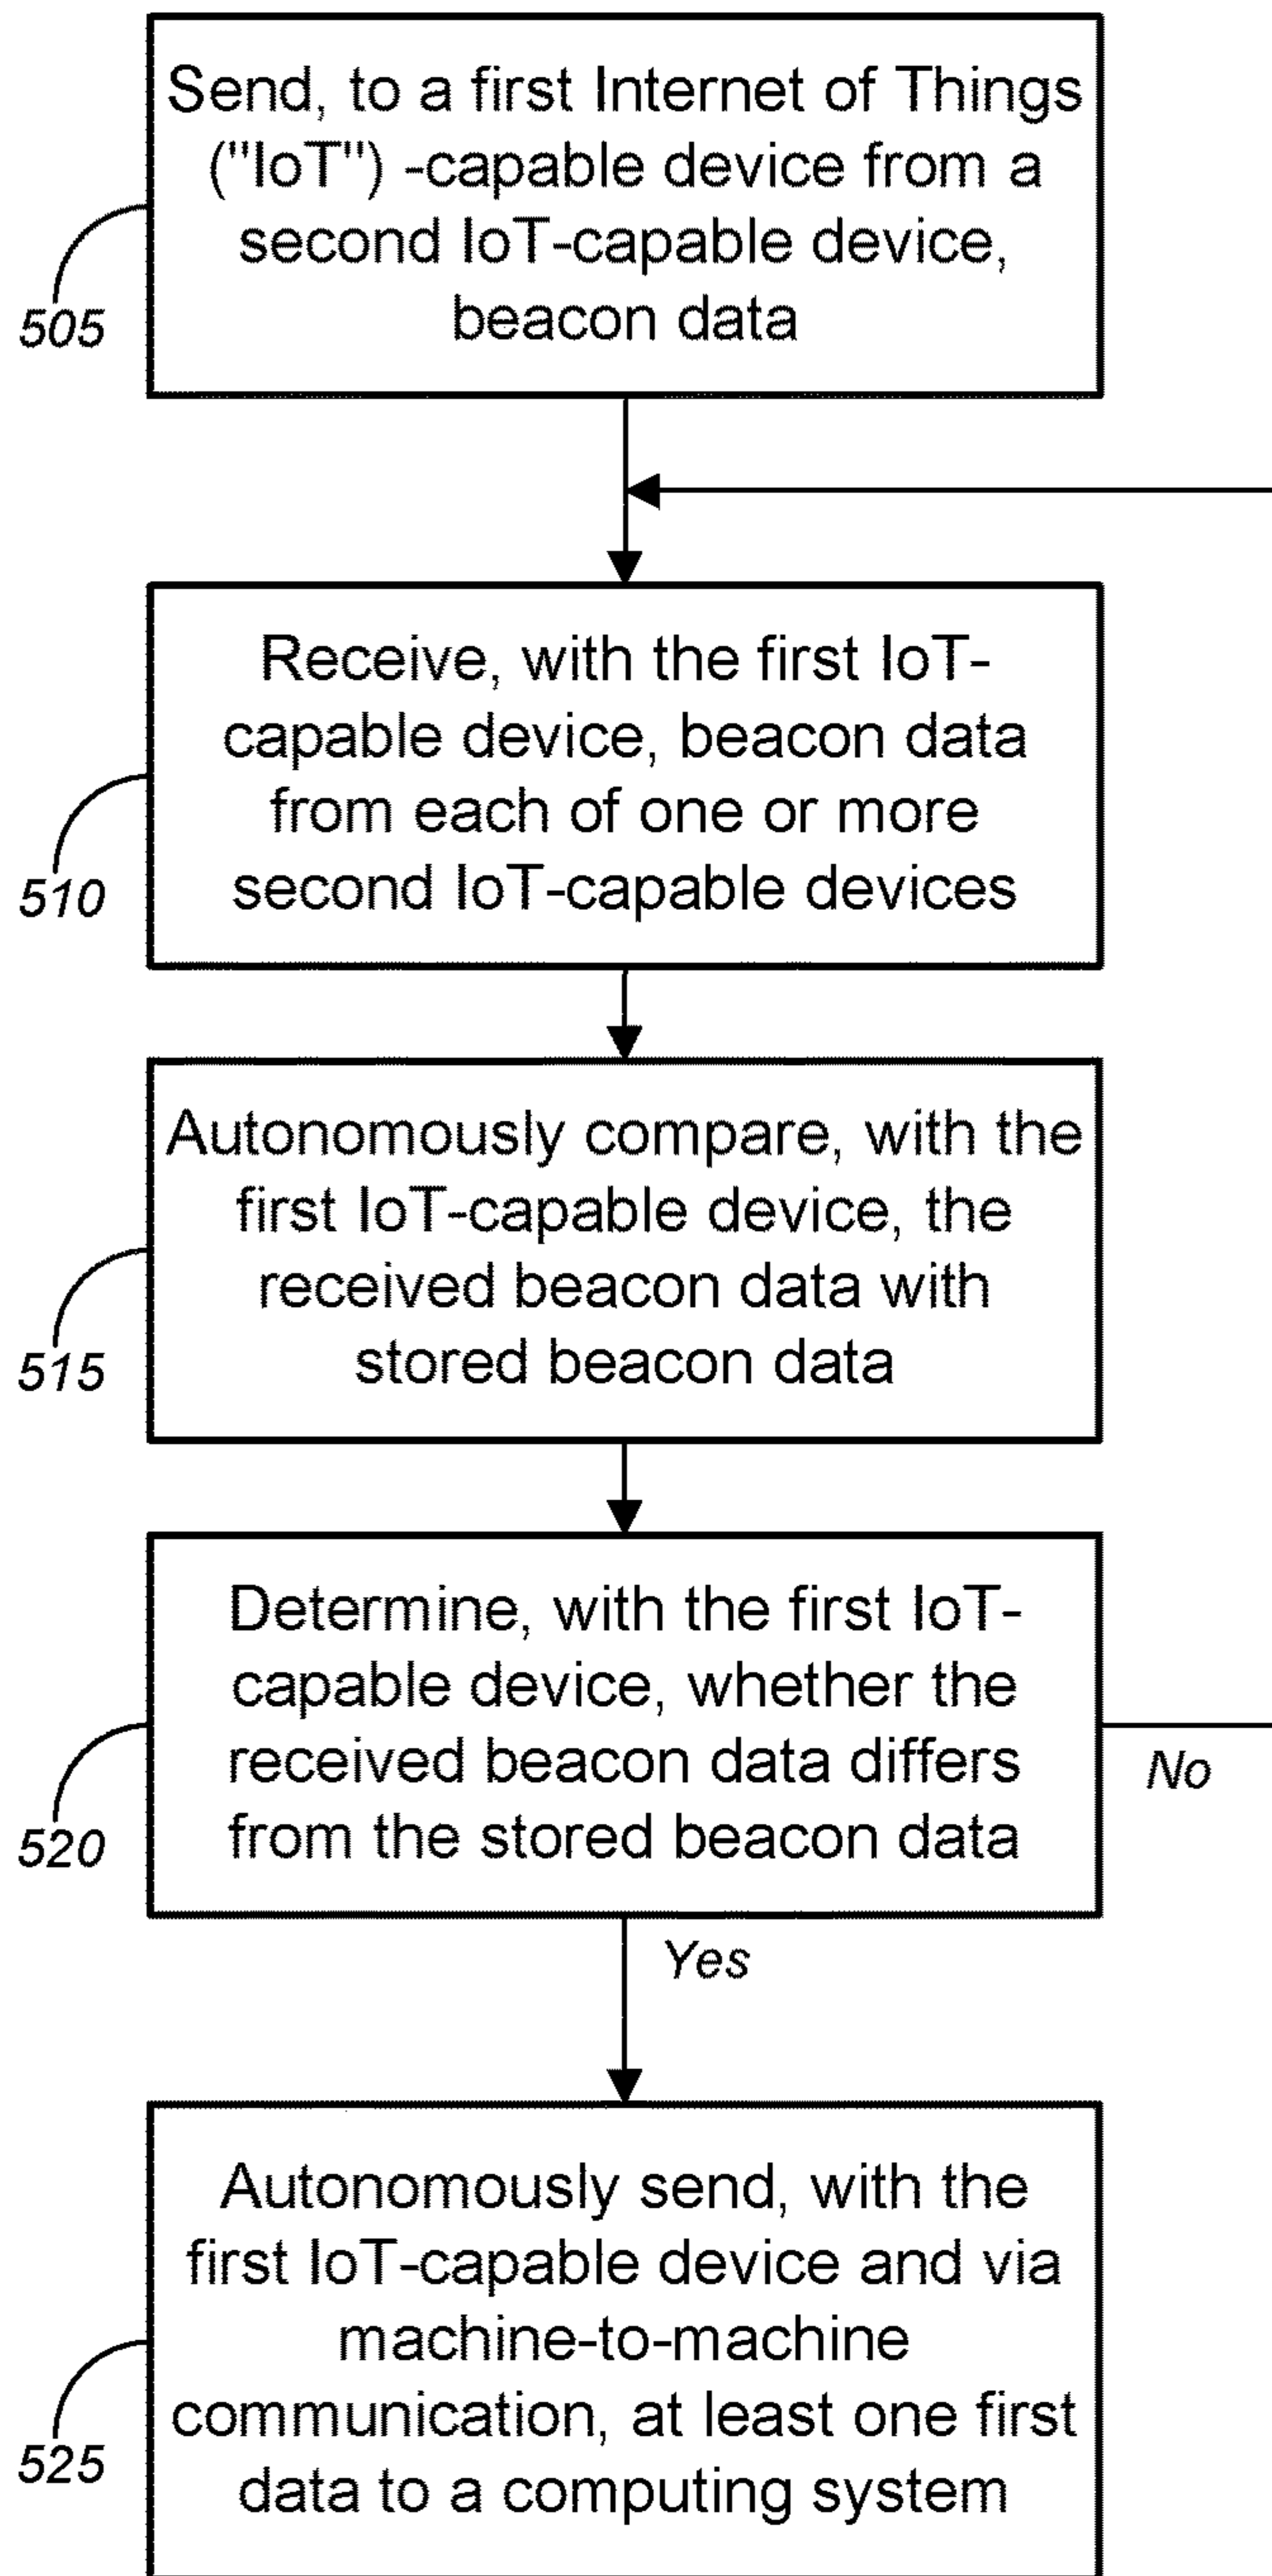 Send, to a first Internet of Things
("IoT") -capable device from a
second IoT-capable device,
beacon data
505
Receive, with the first IoT-
capable device, beacon data
from each of one or more
second IoT-capable devices
510
Autonomously compare, with the
first IoT-capable device, the
received beacon data with
stored beacon data
515
Determine, with the first IoT-
capable device, whether the
received beacon data differs
from the stored beacon data
520
No
Yes
Autonomously send, with the
first IoT-capable device and via
machine-to-machine
communication, at least one first
data to a computing system
525